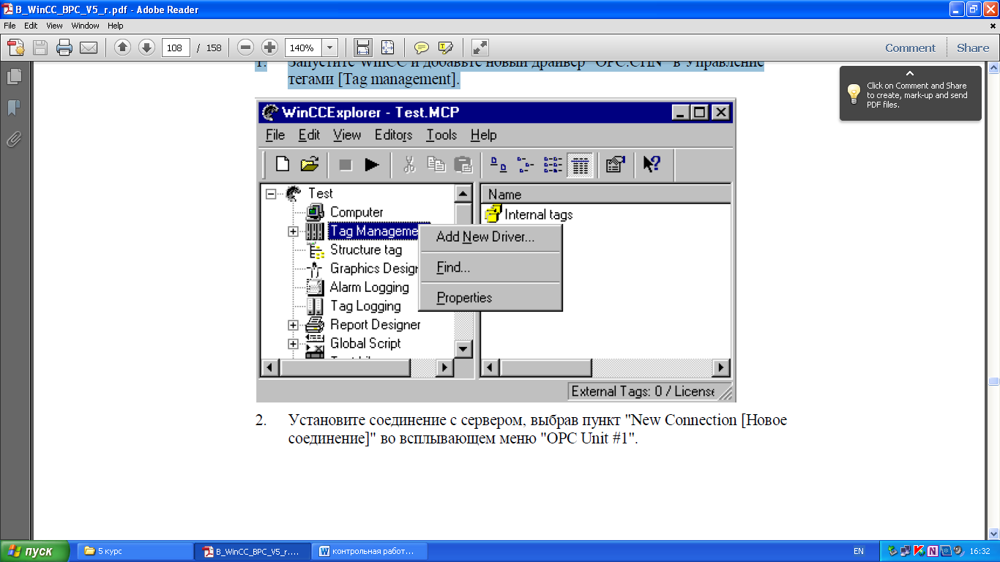 B_WinCC_BPC_V5_r.pdf - Adobe Reader
File Edit View Window Help
108 / 158 140% Comment Share
1. Запустите WinCC и добавьте новый драйвер "OPC.CHN" в Управление
тегами [Tag management].
Click on Comment and Share
to create, mark-up and send
PDF files.
WinCCExplorer - Test.MCP
File Edit View Editors Tools Help
Test
Computer
Tag Manageme
Structure tag
Graphics Desigr
Alarm Logging
Tag Logging
Report Designer
Global Script
Name
Internal tags
Add New Driver...
Find...
Properties
External Tags: 0 / License
2. Установите соединение с сервером, выбрав пункт "New Connection [Новое
соединение]" во всплывающем меню "OPC Unit #1".
пуск 5 курс B_WinCC_BPC_V5_r.... контрольная работ... EN 16:32